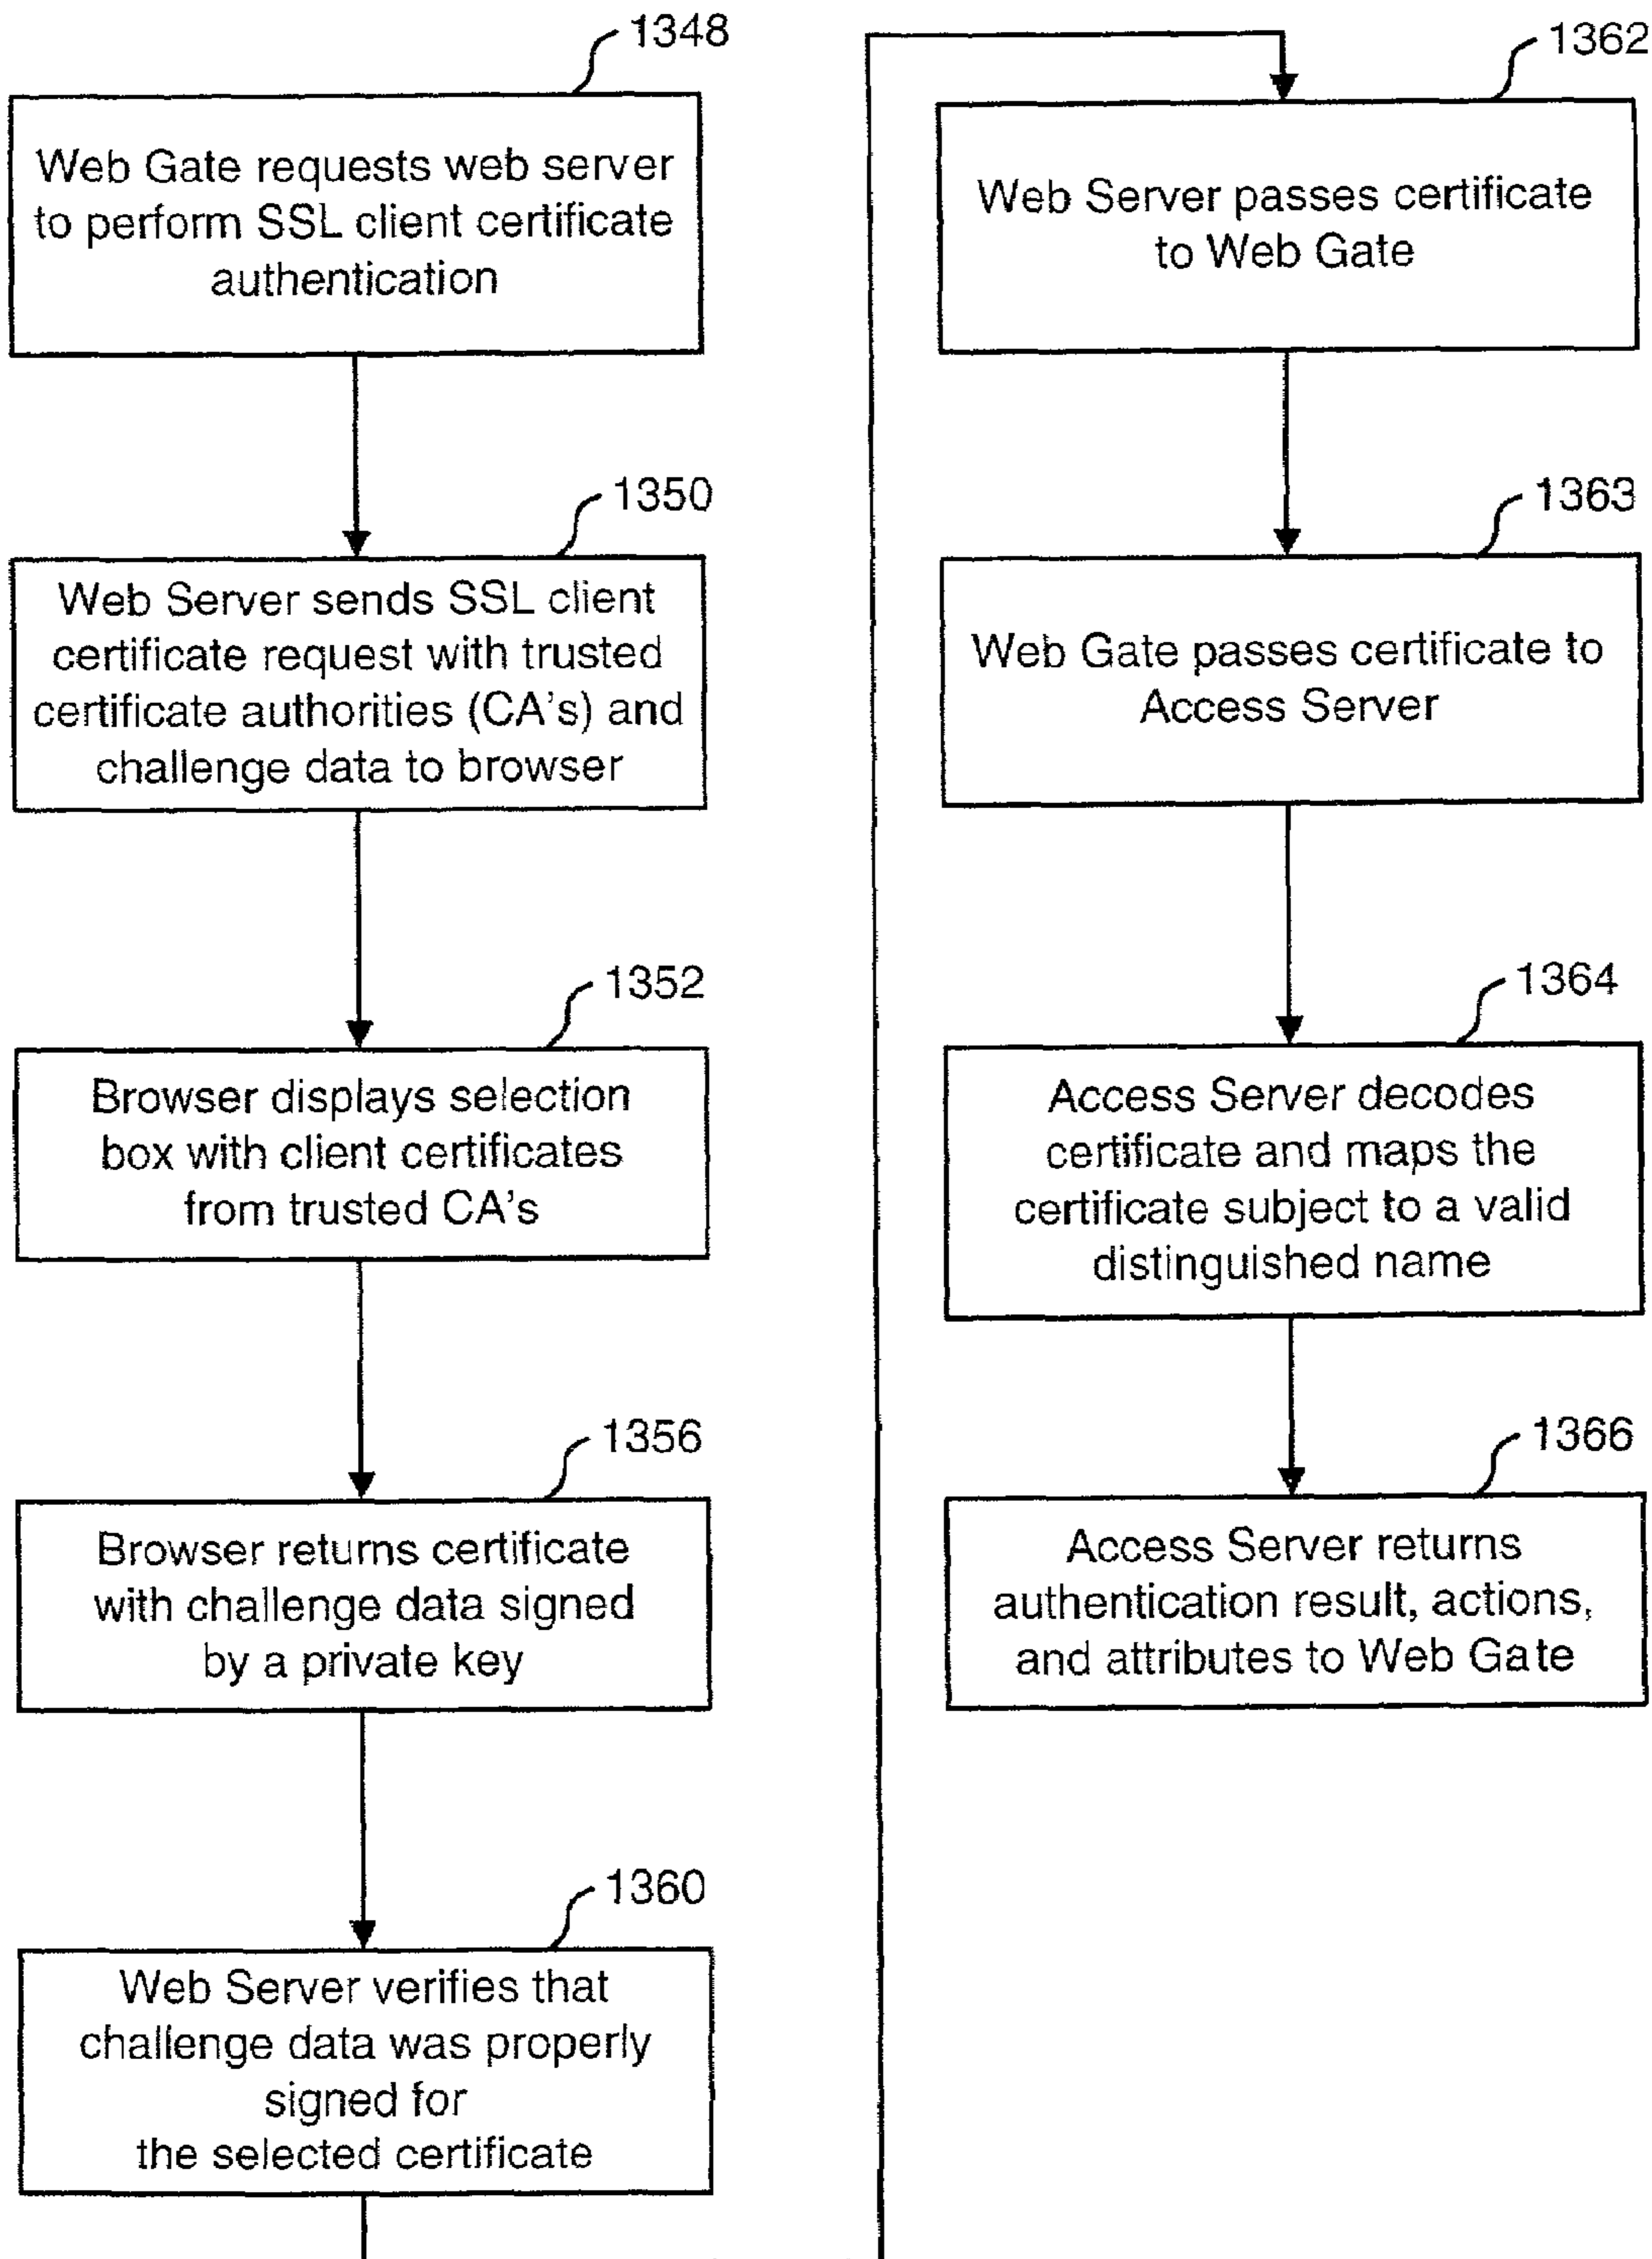 1348
Web Gate requests web server
to perform SSL client certificate
authentication
1350
Web Server sends SSL client
certificate request with trusted
certificate authorities (CA's) and
challenge data to browser
1352
Browser displays selection
box with client certificates
from trusted CA's
1356
Browser returns certificate
with challenge data signed
by a private key
1360
Web Server verifies that
challenge data was properly
signed for
the selected certificate
1362
Web Server passes certificate
to Web Gate
1363
Web Gate passes certificate to
Access Server
1364
Access Server decodes
certificate and maps the
certificate subject to a valid
distinguished name
1366
Access Server returns
authentication result, actions,
and attributes to Web Gate